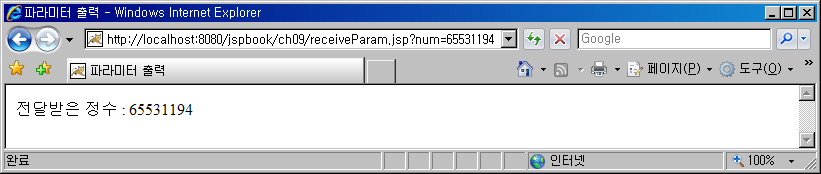 파라미터 출력 - Windows Internet Explorer
http://localhost:8080/jspbook/ch09/receiveParam.jsp?num=65531194
Google
파라미터 출력
페이지(P)
도구(O)
전달받은 정수 : 65531194
완료
인터넷
100%